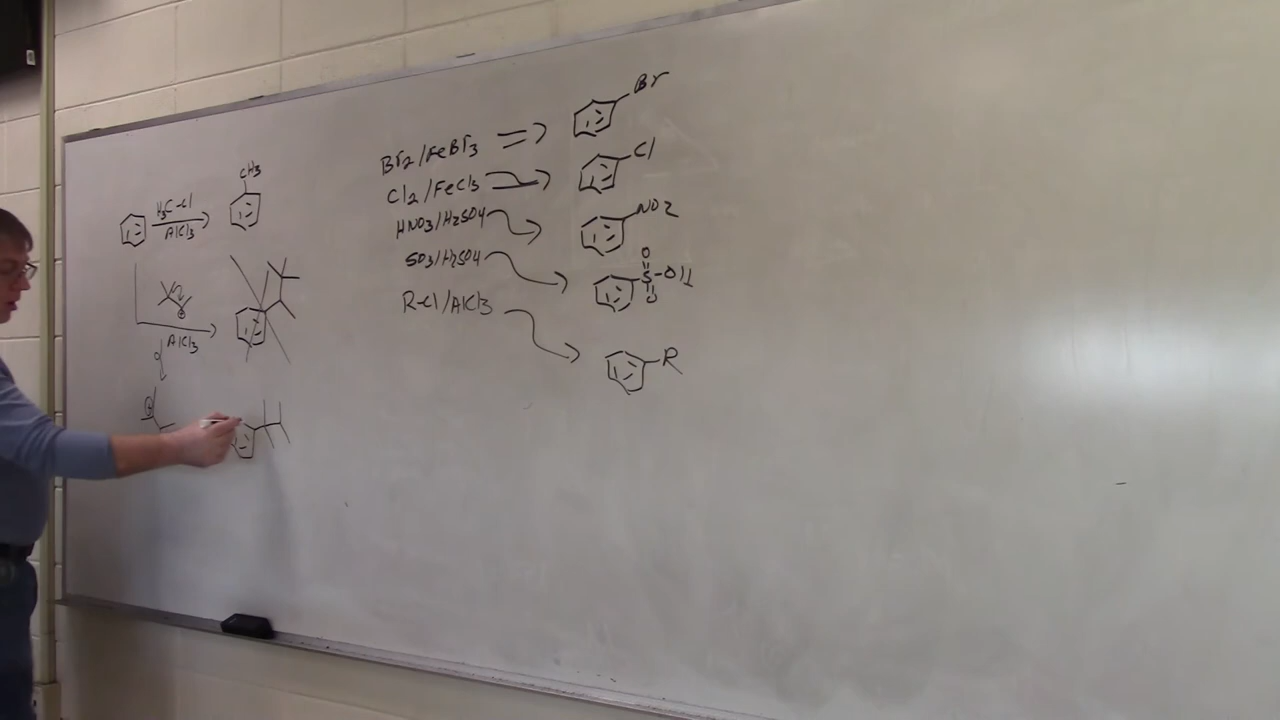 CH3
H3C-Cl
AlCl3
AlCl3
Br2/FeBr3
Br
Cl2/FeCl3
Cl
HNO3/H2SO4
NO2
SO3/H2SO4
O
S-OH
O
R-Cl/AlCl3
R